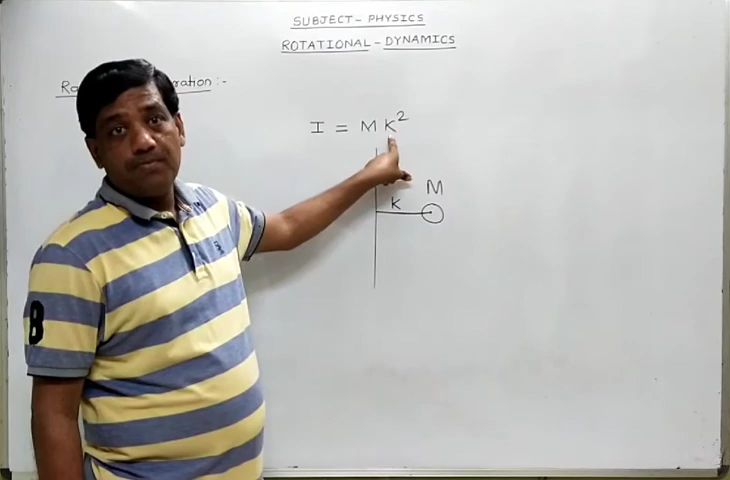 SUBJECT - PHYSICS
ROTATIONAL - DYNAMICS
I = MK²
M
K
B